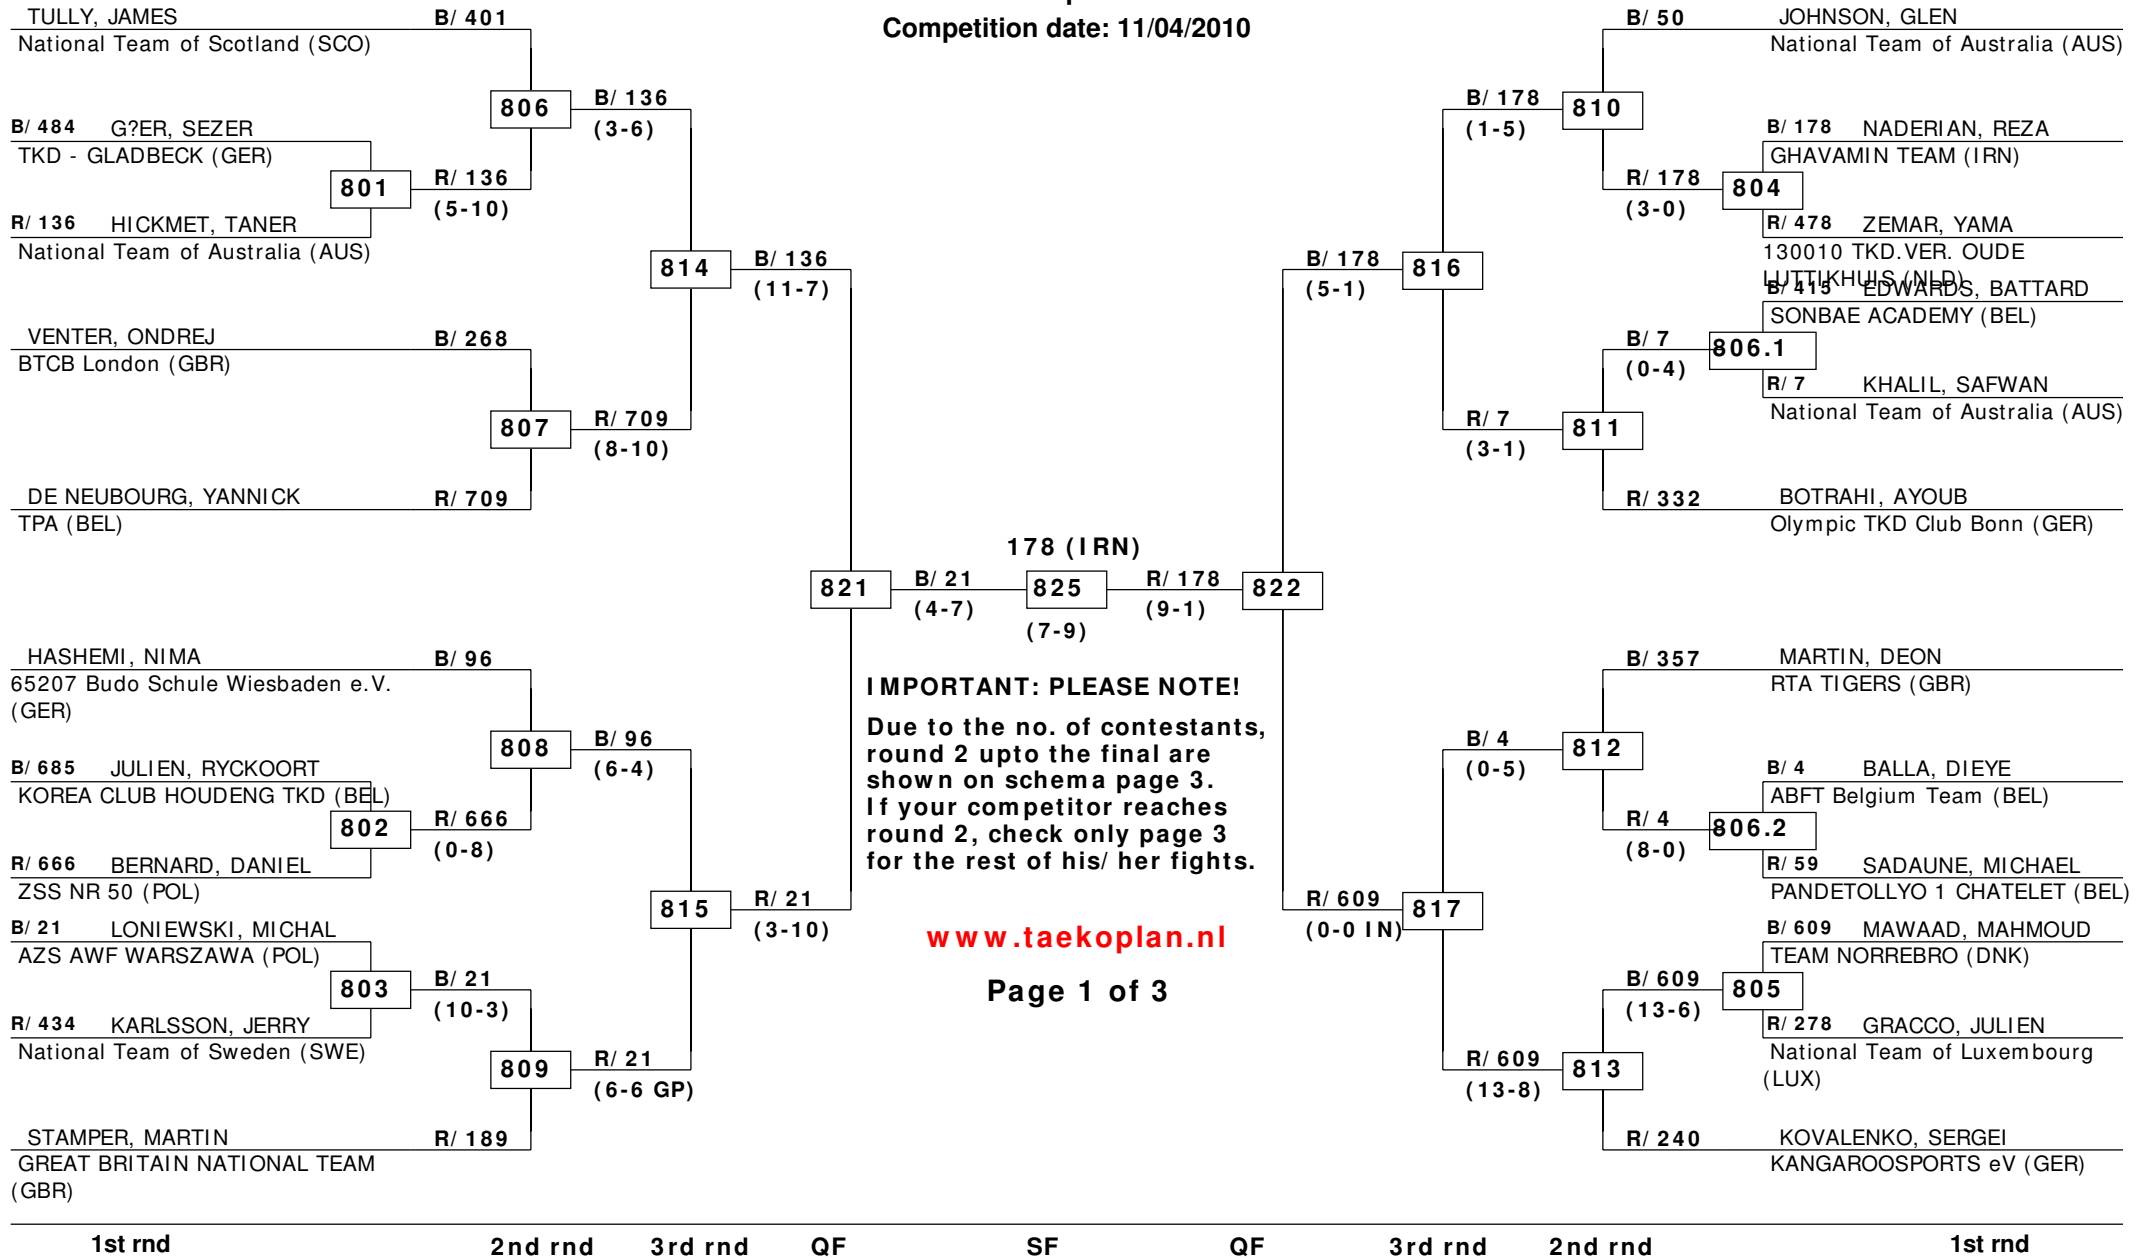 Competition date: 11/04/2010
TULLY, JAMES
B/ 401
National Team of Scotland (SCO)
806
B/ 136
(3-6)
B/ 484 G?ER, SEZER
TKD - GLADBECK (GER)
801
R/ 136
(5-10)
R/ 136 HICKMET, TANER
National Team of Australia (AUS)
814
B/ 136
(11-7)
VENTER, ONDREJ
B/ 268
BTCB London (GBR)
807
R/ 709
(8-10)
DE NEUBOURG, YANNICK
R/ 709
TPA (BEL)
821
B/ 21
(4-7)
HASHEMI, NIMA
B/ 96
65207 Budo Schule Wiesbaden e.V.
(GER)
808
B/ 96
(6-4)
B/ 685 JULIEN, RYCKOORT
KOREA CLUB HOUDENG TKD (BEL)
802
R/ 666
(0-8)
R/ 666 BERNARD, DANIEL
ZSS NR 50 (POL)
815
R/ 21
(3-10)
B/ 21 LONIEWSKI, MICHAL
AZS AWF WARSZAWA (POL)
803
B/ 21
(10-3)
R/ 434 KARLSSON, JERRY
National Team of Sweden (SWE)
809
R/ 21
(6-6 GP)
STAMPER, MARTIN
R/ 189
GREAT BRITAIN NATIONAL TEAM
(GBR)
178 (IRN)
825
(7-9)
IMPORTANT: PLEASE NOTE!
Due to the no. of contestants,
round 2 upto the final are
shown on schema page 3.
If your competitor reaches
round 2, check only page 3
for the rest of his/ her fights.
www.taekoplan.nl
Page 1 of 3
B/ 50
JOHNSON, GLEN
National Team of Australia (AUS)
B/ 178
(1-5)
810
B/ 178 NADERIAN, REZA
GHAVAMIN TEAM (IRN)
R/ 178
(3-0)
804
R/ 478 ZEMAR, YAMA
130010 TKD.VER. OUDE
LUTTIKHUIS (NLD)
B/ 178
(5-1)
816
B/ 415 EDWARDS, BATTARD
SONBAE ACADEMY (BEL)
B/ 7
(0-4)
806.1
R/ 7 KHALIL, SAFWAN
National Team of Australia (AUS)
R/ 7
(3-1)
811
R/ 332
BOTRAHI, AYOUB
Olympic TKD Club Bonn (GER)
R/ 178
(9-1)
822
B/ 357
MARTIN, DEON
RTA TIGERS (GBR)
B/ 4
(0-5)
812
B/ 4 BALLA, DIEYE
ABFT Belgium Team (BEL)
R/ 4
(8-0)
806.2
R/ 59 SADAUNE, MICHAEL
PANDETOLLYO 1 CHATELET (BEL)
R/ 609
(0-0 IN)
817
B/ 609 MAWAAD, MAHMOUD
TEAM NORREBRO (DNK)
B/ 609
(13-6)
805
R/ 278 GRACCO, JULIEN
National Team of Luxembourg
(LUX)
R/ 609
(13-8)
813
R/ 240
KOVALENKO, SERGEI
KANGAROOSPORTS eV (GER)
1st rnd 2nd rnd 3rd rnd QF SF QF 3rd rnd 2nd rnd 1st rnd